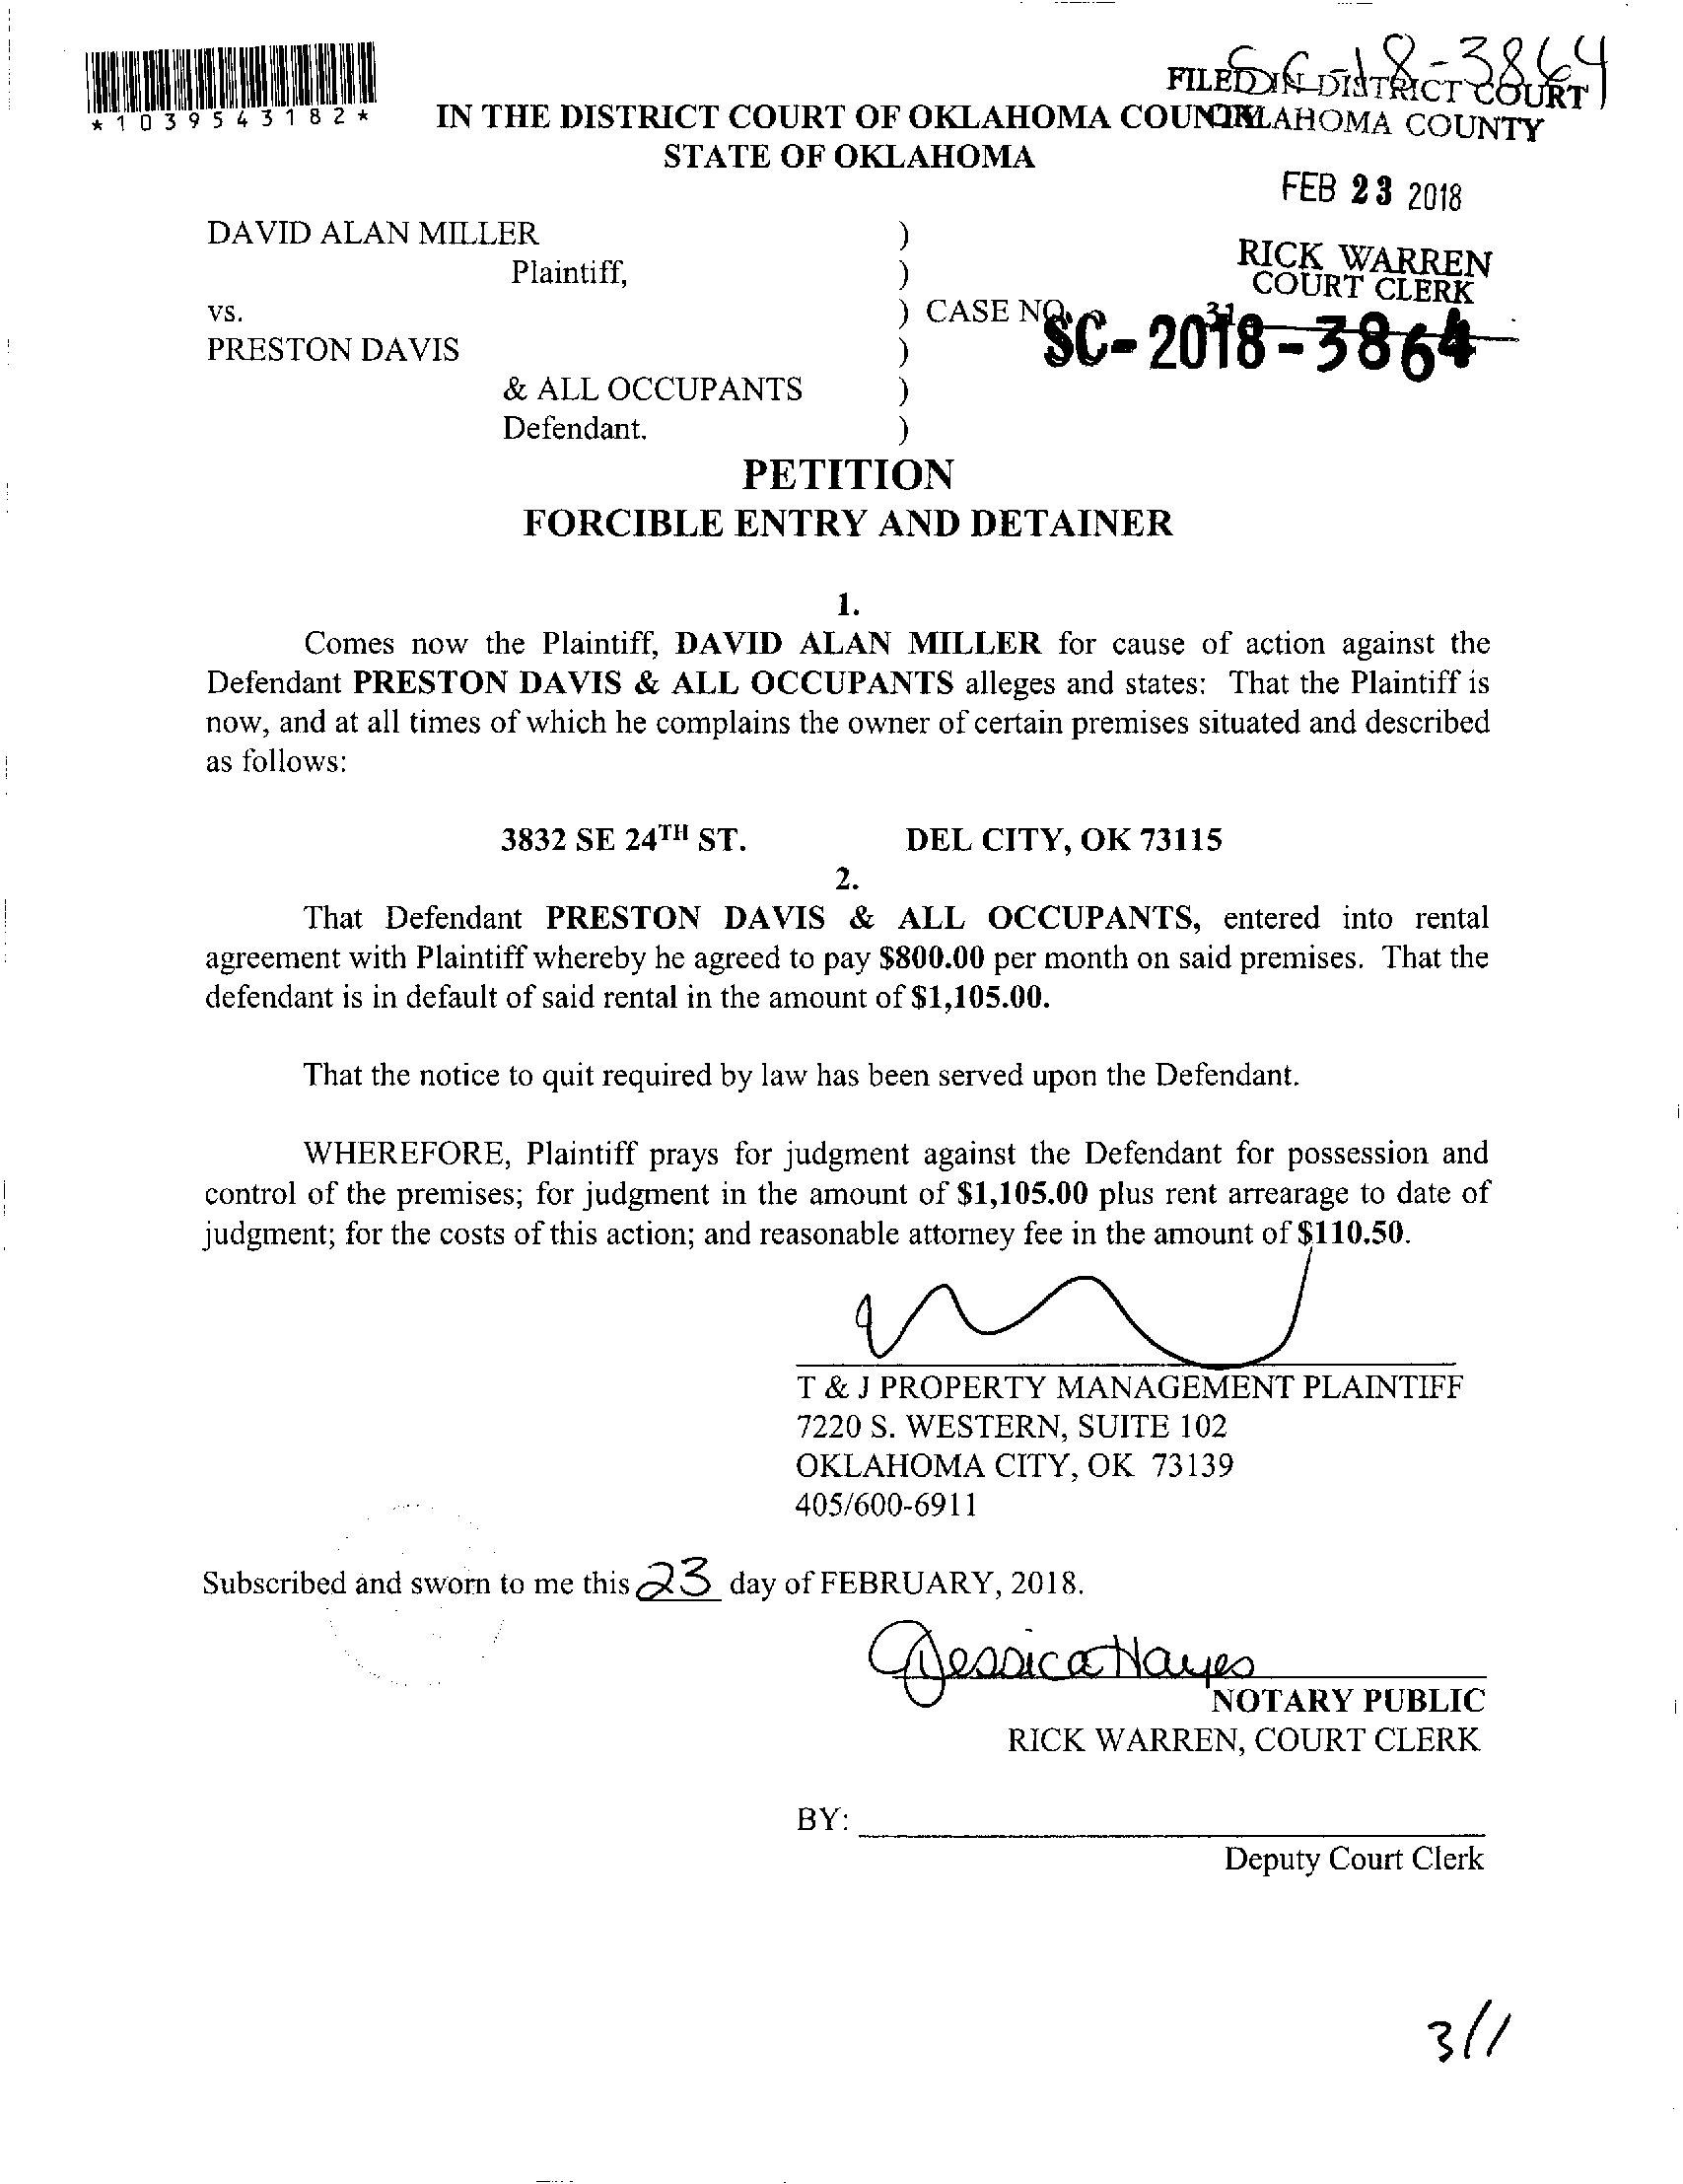 SC-18-3864
FILED IN DISTRICT COURT
OKLAHOMA COUNTY
*1039543182*
IN THE DISTRICT COURT OF OKLAHOMA COUNTY
STATE OF OKLAHOMA
FEB 23 2018
RICK WARREN
COURT CLERK
31
DAVID ALAN MILLER )
Plaintiff, )
vs. ) CASE NO.
SC-2018-3864
PRESTON DAVIS )
& ALL OCCUPANTS )
Defendant. )
PETITION
FORCIBLE ENTRY AND DETAINER
1.
Comes now the Plaintiff, DAVID ALAN MILLER for cause of action against the
Defendant PRESTON DAVIS & ALL OCCUPANTS alleges and states: That the Plaintiff is
now, and at all times of which he complains the owner of certain premises situated and described
as follows:
3832 SE 24TH ST. DEL CITY, OK 73115
2.
That Defendant PRESTON DAVIS & ALL OCCUPANTS, entered into rental
agreement with Plaintiff whereby he agreed to pay $800.00 per month on said premises. That the
defendant is in default of said rental in the amount of $1,105.00.
That the notice to quit required by law has been served upon the Defendant.
WHEREFORE, Plaintiff prays for judgment against the Defendant for possession and
control of the premises; for judgment in the amount of $1,105.00 plus rent arrearage to date of
judgment; for the costs of this action; and reasonable attorney fee in the amount of $110.50.
T & J PROPERTY MANAGEMENT PLAINTIFF
7220 S. WESTERN, SUITE 102
OKLAHOMA CITY, OK 73139
405/600-6911
Subscribed and sworn to me this 23 day of FEBRUARY, 2018.
Jessica Hayes
NOTARY PUBLIC
RICK WARREN, COURT CLERK
BY:
Deputy Court Clerk
3/1